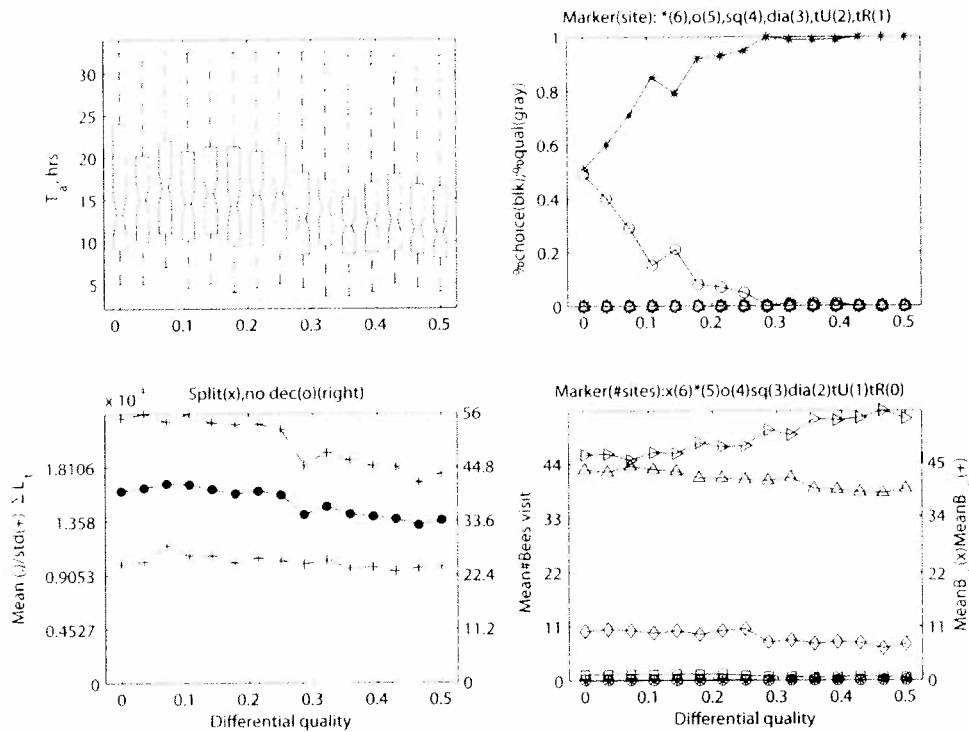 Marker(site): *(6),o(5),sq(4),dia(3),tU(2),tR(1)
T_a, hrs
30
25
20
15
10
5
0 0.1 0.2 0.3 0.4 0.5
%choice(blk);%qual(gray)
1
0.8
0.6
0.4
0.2
0
0 0.1 0.2 0.3 0.4 0.5
Split(x),no dec(o)(right)
x 10
Mean (.)/std(+) Σ L_t
1.8106
1.358
0.9053
0.4527
0
56
44.8
33.6
22.4
11.2
0
0 0.1 0.2 0.3 0.4 0.5
Differential quality
Marker(#sites):x(6)*(5)o(4)sq(3)dia(2)tU(1)tR(0)
Mean#Bees visit
44
33
22
11
0
45
34
22
11
0
MeanB (x)MeanB (+)
0 0.1 0.2 0.3 0.4 0.5
Differential quality